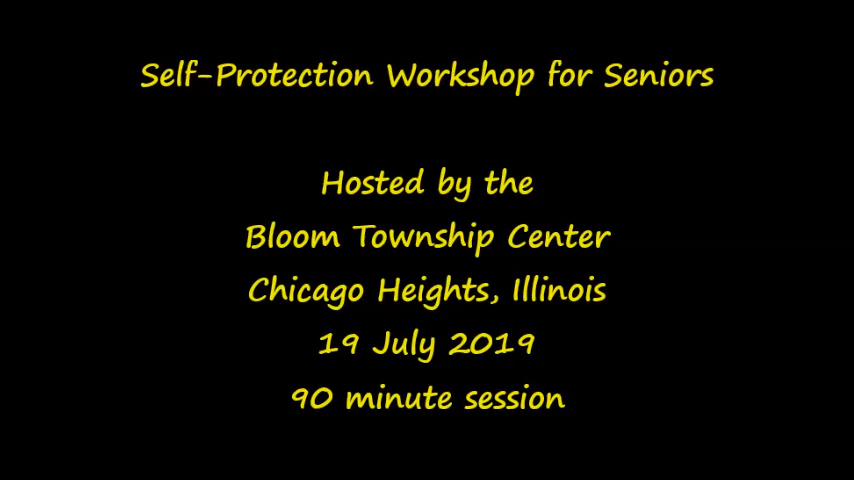 Self-Protection Workshop for Seniors
Hosted by the
Bloom Township Center
Chicago Heights, Illinois
19 July 2019
90 minute session